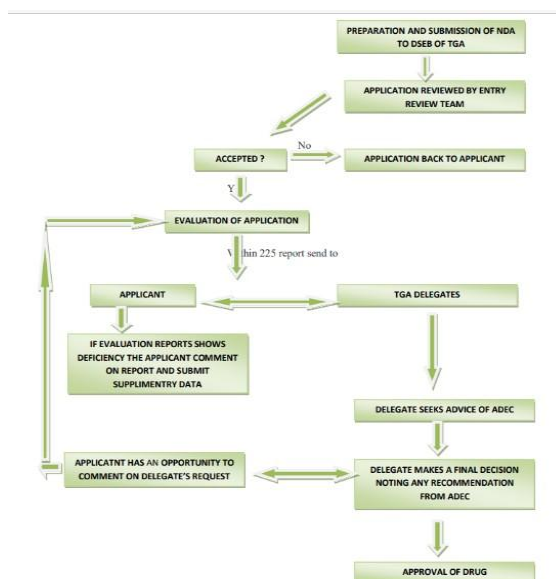 PREPARATION AND SUBMISSION OF NDA
TO DSEB OF TGA
APPLICATION REVIEWED BY ENTRY
REVIEW TEAM
No
ACCEPTED ?
APPLICATION BACK TO APPLICANT
Y
EVALUATION OF APPLICATION
hin 225 report send to
APPLICANT
TGA DELEGATES
IF EVALUATION REPORTS SHOWS
DEFICIENCY THE APPLICANT COMMENT
ON REPORT AND SUBMIT
SUPPLIMENTRY DATA
DELEGATE SEEKS ADVICE OF ADEC
APPLICATNT HAS AN OPPORTUNITY TO
COMMENT ON DELEGATE'S REQUEST
DELEGATE MAKES A FINAL DECISION
NOTING ANY RECOMMENDATION
FROM ADEC
APPROVAL OF DRUG